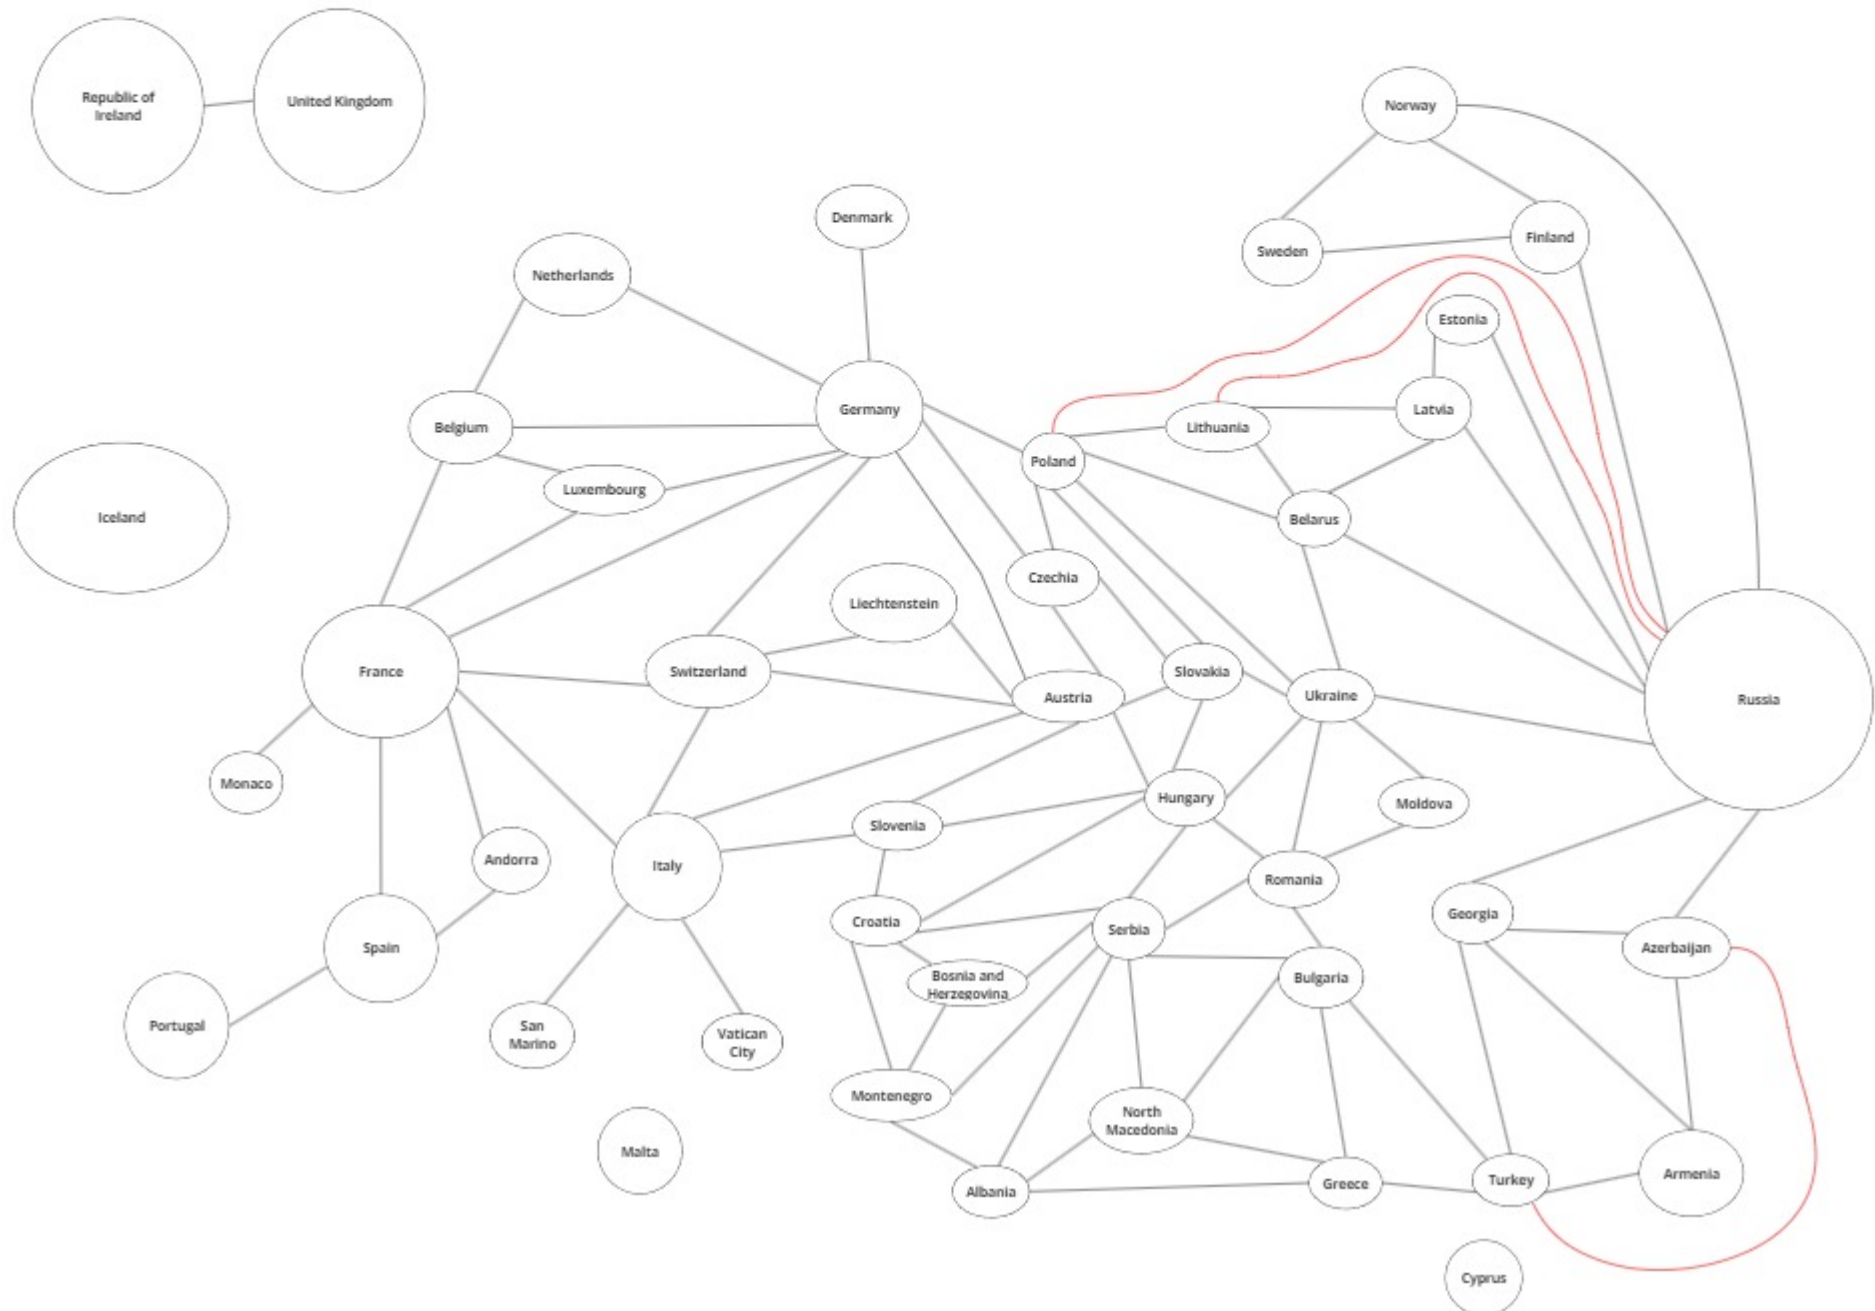 Republic of
Ireland
United Kingdom
Norway
Denmark
Sweden
Finland
Netherlands
Estonia
Germany
Latvia
Belgium
Lithuania
Poland
Luxembourg
Iceland
Belarus
Czechia
Liechtenstein
France
Switzerland
Slovakia
Austria
Ukraine
Russia
Monaco
Hungary
Moldova
Slovenia
Andorra
Italy
Romania
Georgia
Croatia
Serbia
Spain
Azerbaijan
Bosnia and
Herzegovina
Bulgaria
Portugal
San
Marino
Vatican
City
Montenegro
North
Macedonia
Malta
Armenia
Albania
Greece
Turkey
Cyprus